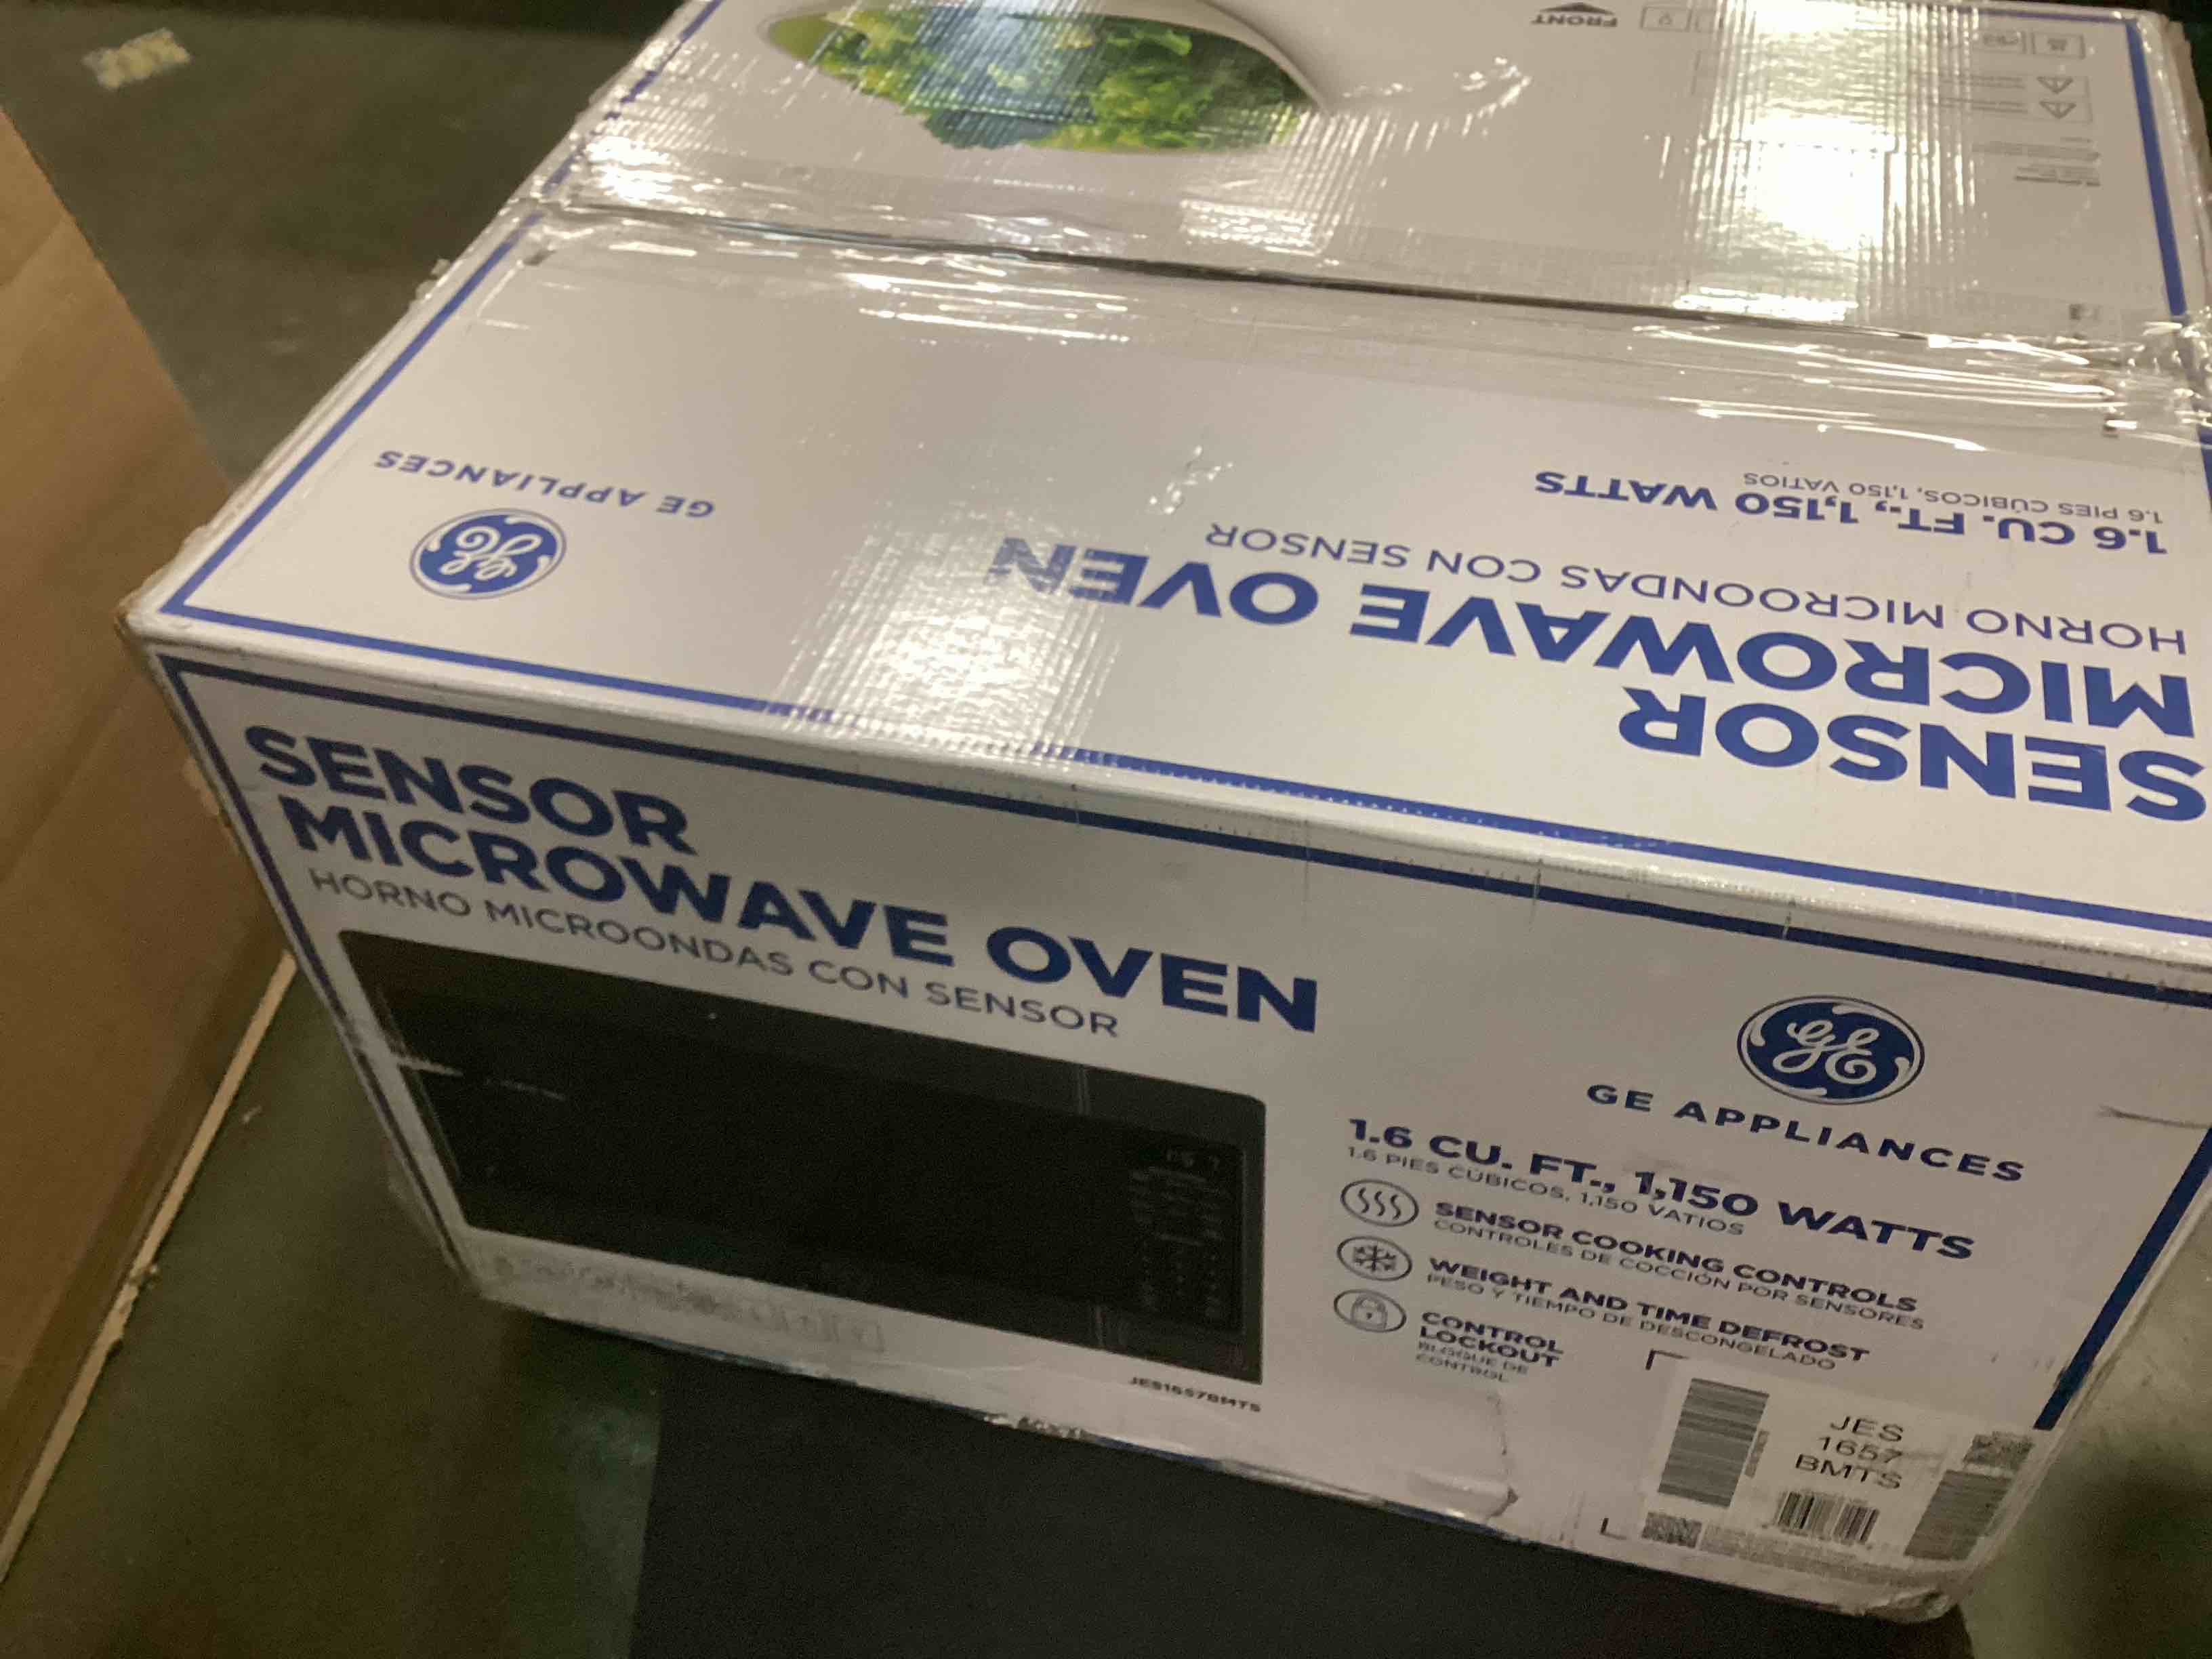 FRONT
GE APPLIANCES
GE
1.6 CU. FT., 1,150 WATTS
1.6 PIES CÚBICOS, 1,150 VATIOS
SENSOR
MICROWAVE OVEN
HORNO MICROONDAS CON SENSOR
SENSOR
MICROWAVE OVEN
HORNO MICROONDAS CON SENSOR
GE
GE APPLIANCES
1.6 CU. FT., 1,150 WATTS
1.6 PIES CÚBICOS, 1,150 VATIOS
SENSOR COOKING CONTROLS
CONTROLES DE COCCIÓN POR SENSORES
WEIGHT AND TIME DEFROST
PESO Y TIEMPO DE DESCONGELADO
CONTROL
LOCKOUT
BLOQUE DE
CONTROL
JES1657BMTS
JES
1657
BMTS